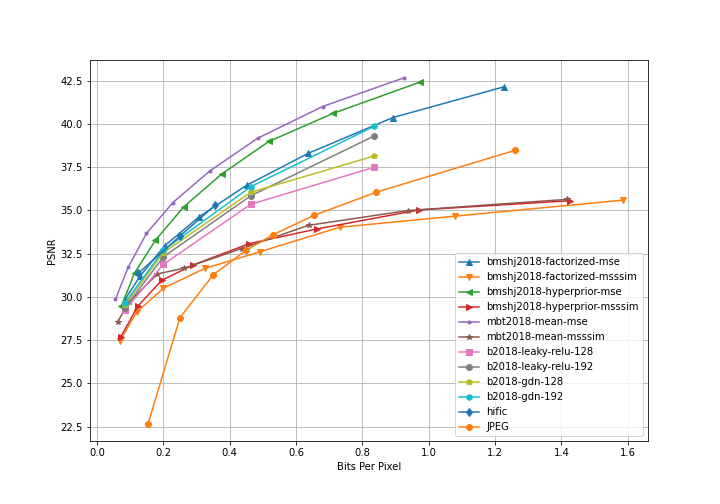 42.5
40.0
37.5
35.0
32.5
30.0
27.5
25.0
22.5
PSNR
0.0 0.2 0.4 0.6 0.8 1.0 1.2 1.4 1.6
Bits Per Pixel
bmshj2018-factorized-mse
bmshj2018-factorized-msssim
bmshj2018-hyperprior-mse
bmshj2018-hyperprior-msssim
mbt2018-mean-mse
mbt2018-mean-msssim
b2018-leaky-relu-128
b2018-leaky-relu-192
b2018-gdn-128
b2018-gdn-192
hific
JPEG